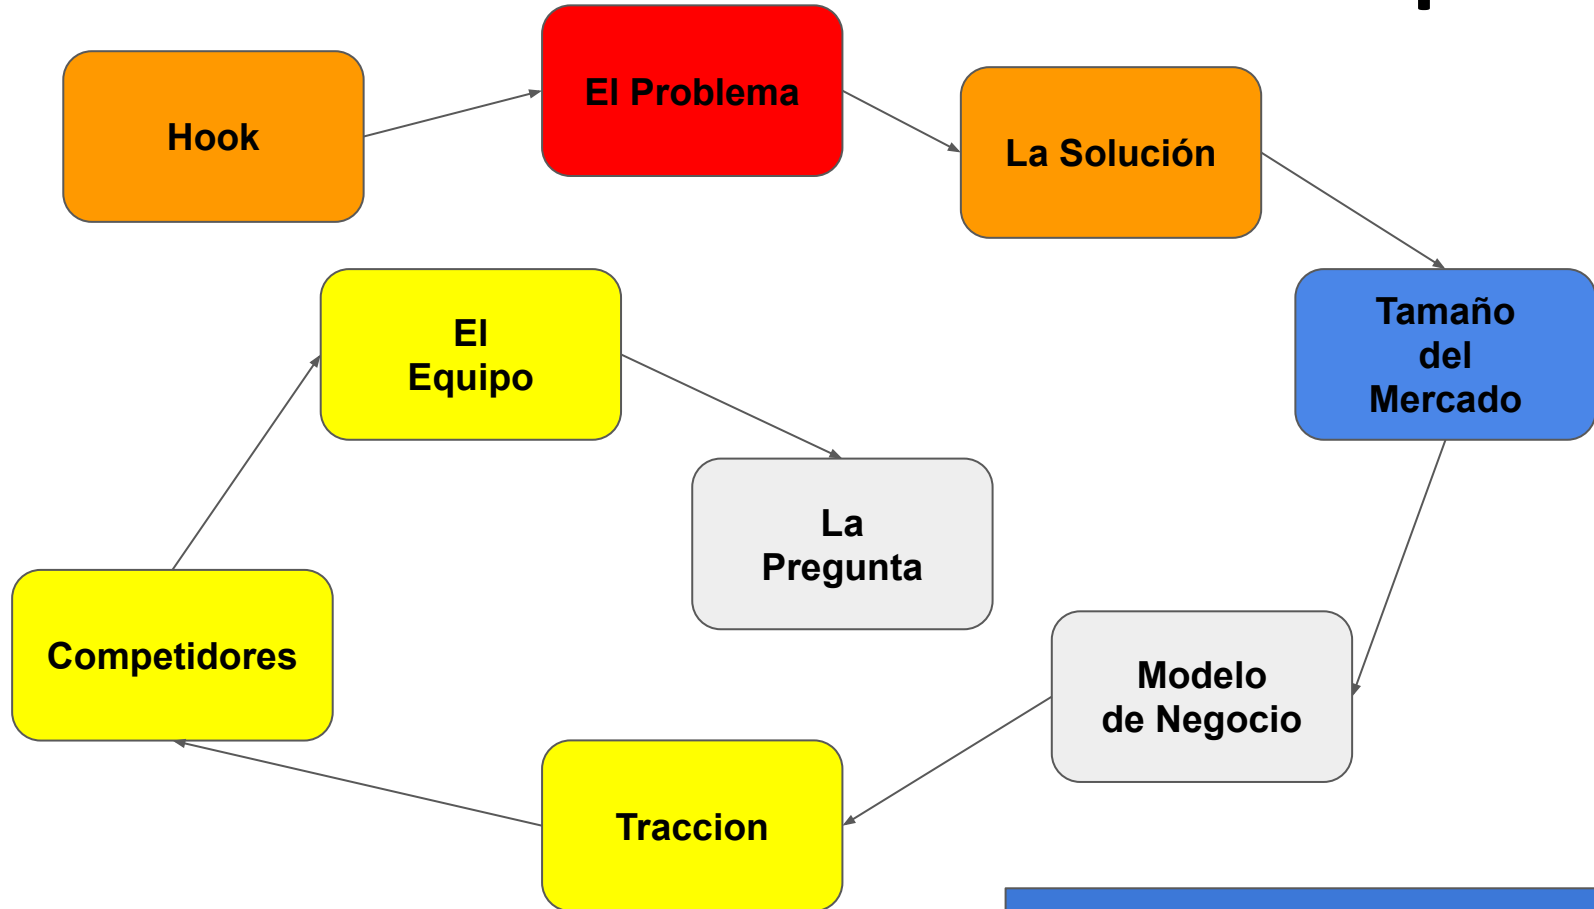 Hook
El Problema
La Solución
Tamaño
del
Mercado
Modelo
de Negocio
Traccion
Competidores
El
Equipo
La
Pregunta